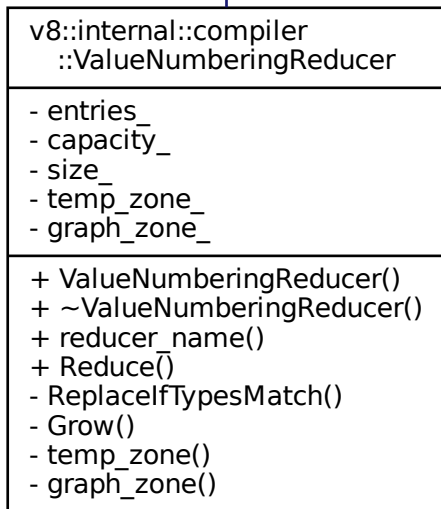 v8::internal::compiler
::ValueNumberingReducer
- entries_
- capacity_
- size_
- temp_zone_
- graph_zone_
+ ValueNumberingReducer()
+ ~ValueNumberingReducer()
+ reducer_name()
+ Reduce()
- ReplaceIfTypesMatch()
- Grow()
- temp_zone()
- graph_zone()